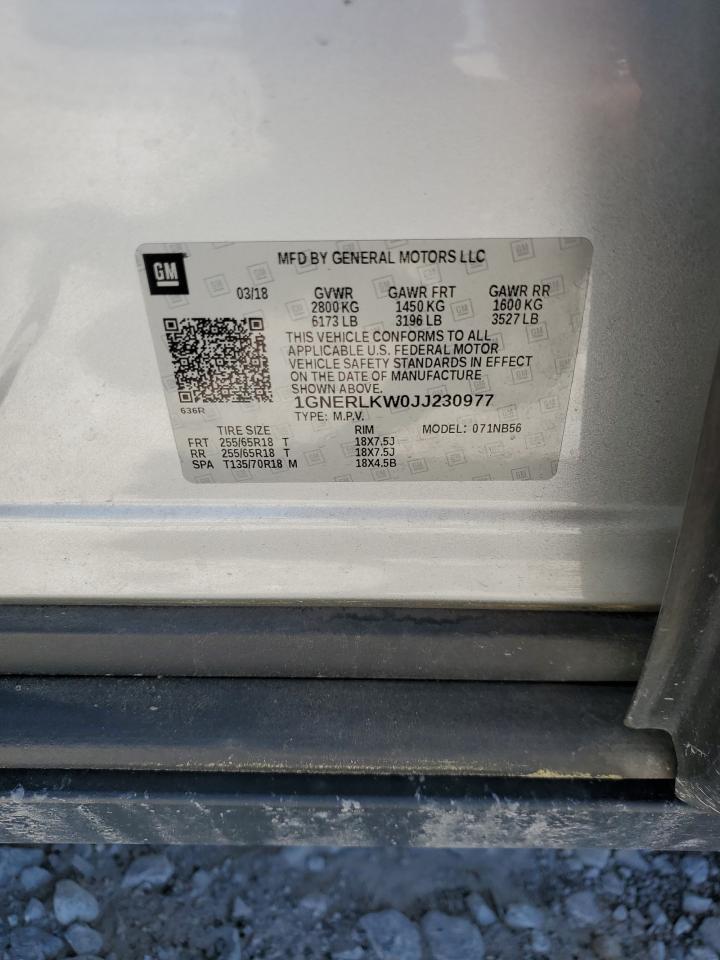 GM
MFD BY GENERAL MOTORS LLC
03/18 GVWR GAWR FRT GAWR RR
2800 KG 1450 KG 1600 KG
6173 LB 3196 LB 3527 LB
THIS VEHICLE CONFORMS TO ALL
APPLICABLE U.S. FEDERAL MOTOR
VEHICLE SAFETY STANDARDS IN EFFECT
ON THE DATE OF MANUFACTURE
SHOWN ABOVE.
1GNERLKW0JJ230977
636R
TYPE: M.P.V.
TIRE SIZE RIM MODEL: 071NB56
FRT 255/65R18 T 18X7.5J
RR 255/65R18 T 18X7.5J
SPA T135/70R18 M 18X4.5B